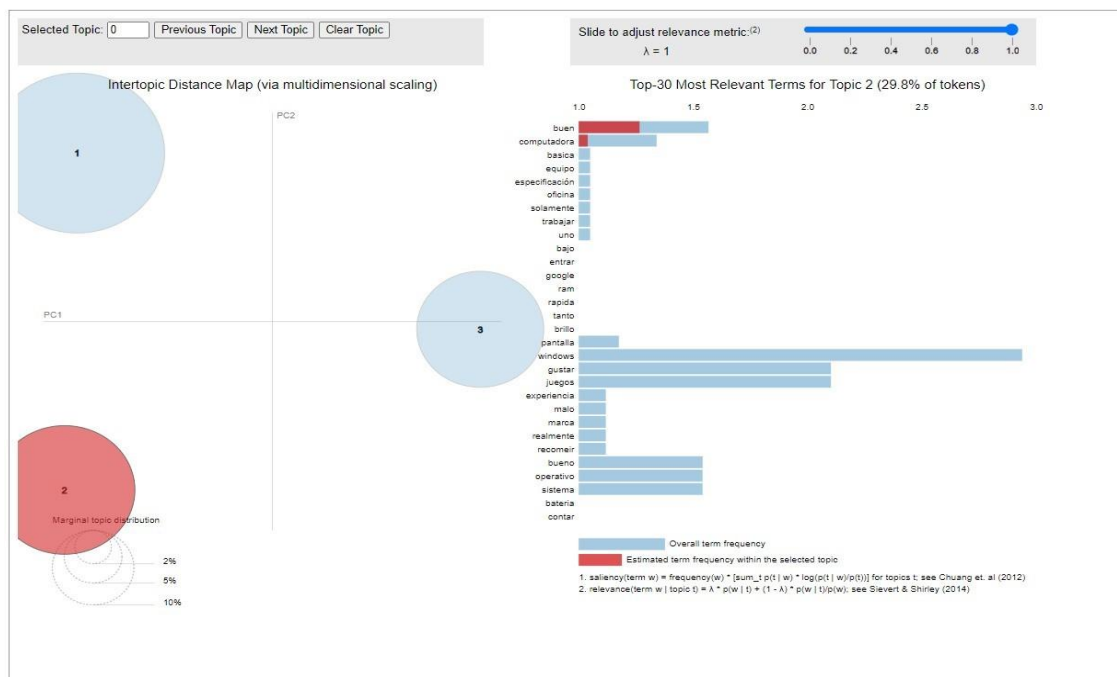 Selected Topic: 0 Previous Topic Next Topic Clear Topic
Slide to adjust relevance metric:(2)
λ = 1
0.0 0.2 0.4 0.6 0.8 1.0
Intertopic Distance Map (via multidimensional scaling)
PC2
PC1
1
3
2
Marginal topic distribution
2%
5%
10%
Top-30 Most Relevant Terms for Topic 2 (29.8% of tokens)
1.0 1.5 2.0 2.5 3.0
buen
computadora
basica
equipo
especificación
oficina
solamente
trabajar
uno
bajo
entrar
google
ram
rapida
tanto
brillo
pantalla
windows
gustar
juegos
experiencia
malo
marca
realmente
recomeir
bueno
operativo
sistema
bateria
contar
Overall term frequency
Estimated term frequency within the selected topic
1. saliency(term w) = frequency(w) * [sum_t p(t | w) * log(p(t | w)/p(t))] for topics t; see Chuang et. al (2012)
2. relevance(term w | topic t) = λ * p(w | t) + (1 - λ) * p(w | t)/p(w); see Sievert & Shirley (2014)